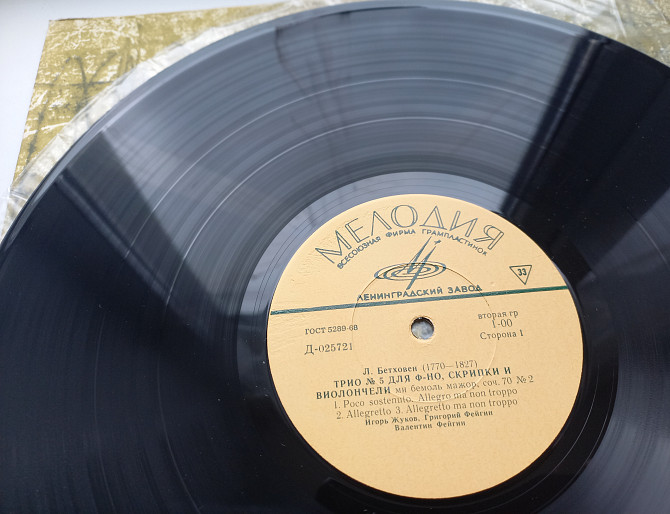 МЕЛОДИЯ
ВСЕСОЮЗНАЯ ФИРМА ГРАМПЛАСТИНОК
ЛЕНИНГРАДСКИЙ ЗАВОД
33
ГОСТ 5289-68
вторая гр
1-00
Д-025721
Сторона 1
Л. Бетховен (1770—1827)
ТРИО № 5 ДЛЯ Ф-НО, СКРИПКИ И
ВИОЛОНЧЕЛИ ми бемоль мажор, соч. 70 № 2
1. Poco sostenuto. Allegro ma non troppo
2. Allegretto 3. Allegretto ma non troppo
Игорь Жуков, Григорий Фейгин
Валентин Фейгин